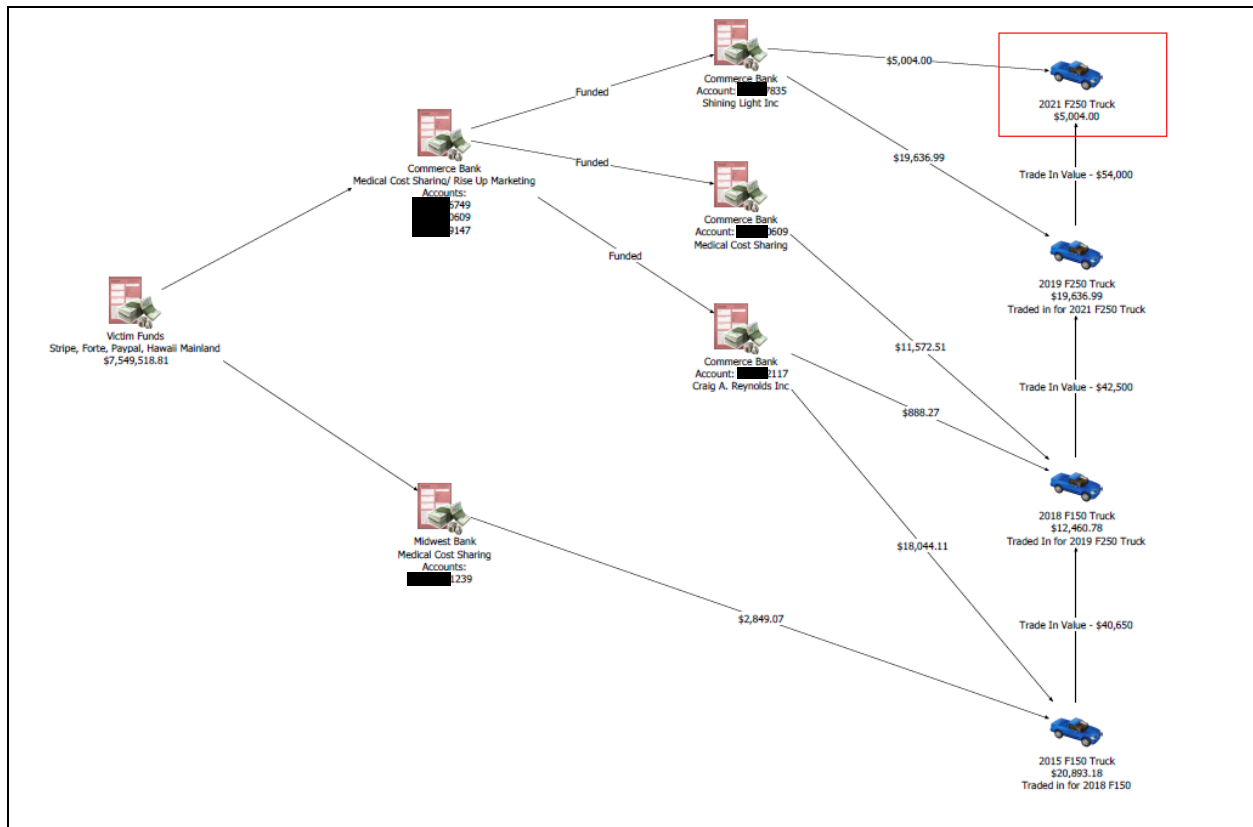 Commerce Bank
Account: 7835
Shining Light Inc
$5,004.00
2021 F250 Truck
$5,004.00
Funded
Commerce Bank
Medical Cost Sharing/ Rise Up Marketing
Accounts:
6749
0609
9147
Funded
$19,636.99
Trade In Value - $54,000
Commerce Bank
Account: 0609
Medical Cost Sharing
Funded
2019 F250 Truck
$19,636.99
Traded in for 2021 F250 Truck
Victim Funds
Stripe, Forte, Paypal, Hawaii Mainland
$7,549,518.81
Commerce Bank
Account: 2117
Craig A. Reynolds Inc
$11,572.51
Trade In Value - $42,500
$888.27
2018 F150 Truck
$12,460.78
Traded In for 2019 F250 Truck
Midwest Bank
Medical Cost Sharing
Accounts:
1239
$18,044.11
$2,849.07
Trade In Value - $40,650
2015 F150 Truck
$20,893.18
Traded in for 2018 F150